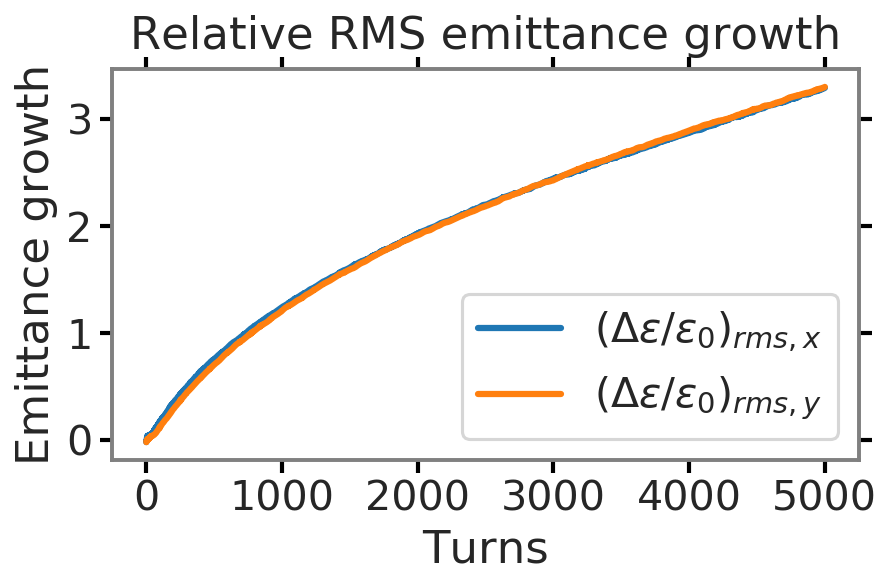 Relative RMS emittance growth
Emittance growth
3
2
1
0
(Δε/ε₀)rms, x
(Δε/ε₀)rms, y
0 1000 2000 3000 4000 5000
Turns